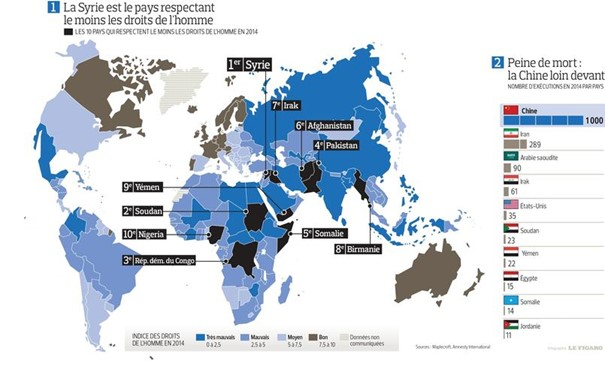 1 La Syrie est le pays respectant
le moins les droits de l'homme
LES 10 PAYS QUI RESPECTENT LE MOINS LES DROITS DE L'HOMME EN 2014
1er Syrie
7e Irak
6e Afghanistan
4e Pakistan
9e Yémen
2e Soudan
10e Nigeria
3e Rép. dém. du Congo
5e Somalie
8e Birmanie
INDICE DES DROITS
DE L'HOMME EN 2014
Très mauvais
0 à 2,5
Mauvais
2,5 à 5
Moyen
5 à 7,5
Bon
7,5 à 10
Données non
communiquées
Sources : Maplecroft, Amnesty International
2 Peine de mort :
la Chine loin devant
NOMBRE D'EXÉCUTIONS EN 2014 PAR PAYS
Chine
1000
Iran
289
Arabie saoudite
90
Irak
61
États-Unis
35
Soudan
23
Yémen
22
Égypte
15
Somalie
14
Jordanie
11
Infographie LE FIGARO